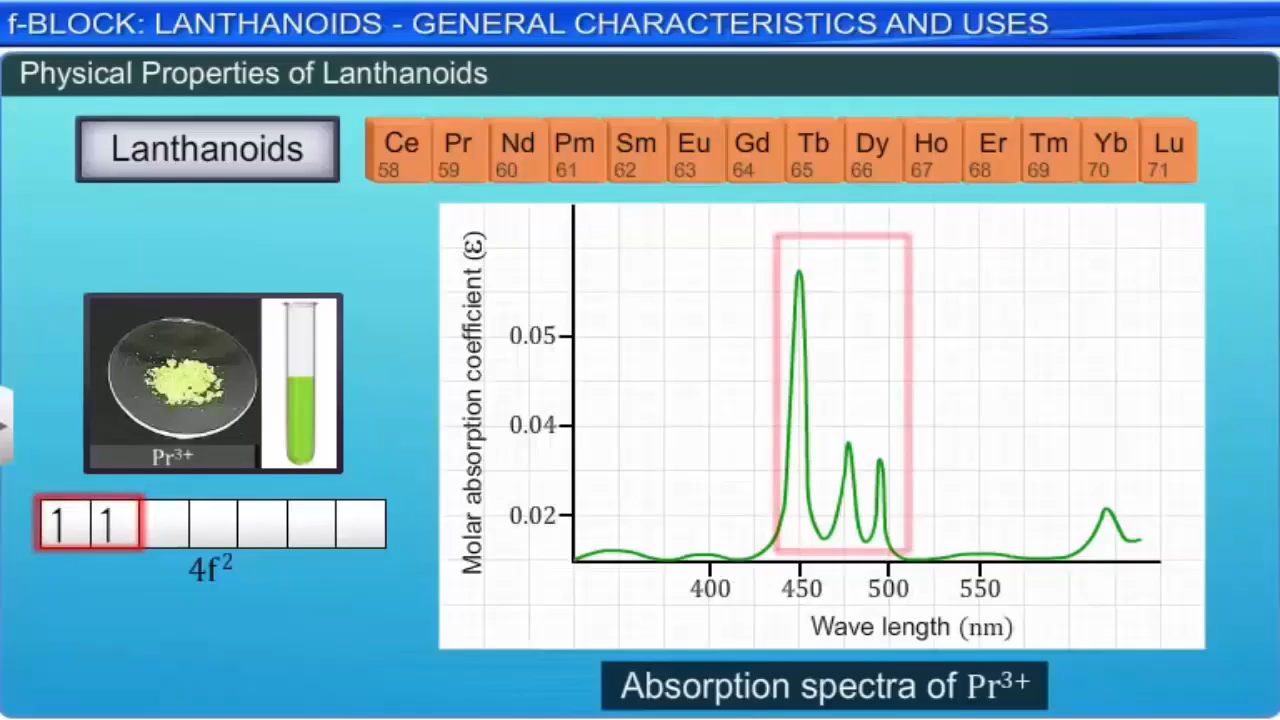 f-BLOCK: LANTHANOIDS - GENERAL CHARACTERISTICS AND USES
Physical Properties of Lanthanoids
Lanthanoids
Ce Pr Nd Pm Sm Eu Gd Tb Dy Ho Er Tm Yb Lu
58 59 60 61 62 63 64 65 66 67 68 69 70 71
Molar absorption coefficient (ε)
0.05
0.04
0.02
400 450 500 550
Wave length (nm)
Pr³⁺
1 1
4f²
Absorption spectra of Pr³⁺